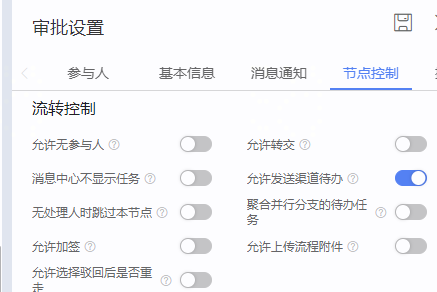 审批设置
参与人
基本信息
消息通知
节点控制
流转控制
允许无参与人
允许转交
消息中心不显示任务
允许发送渠道待办
无处理人时跳过本节点
聚合并行分支的待办任
务
允许加签
允许上传流程附件
允许选择驳回后是否重
走